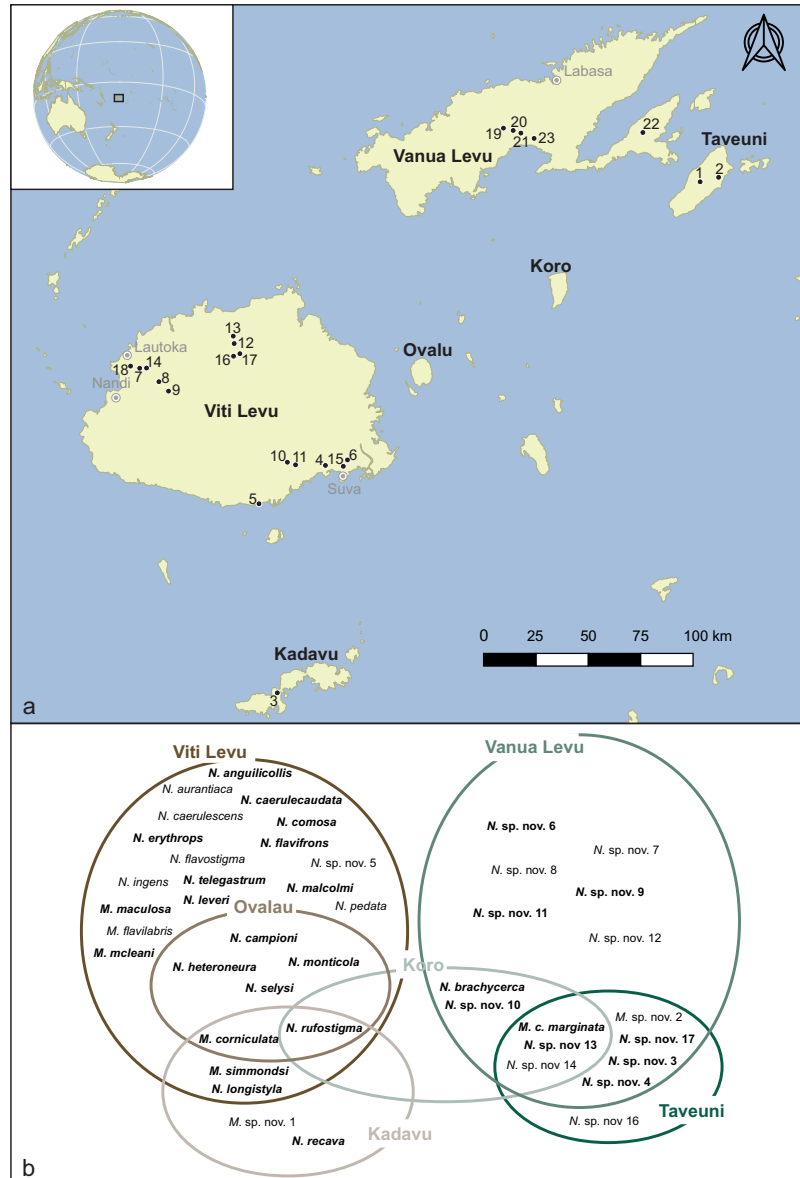 Labasa
20
19
21
23
22
Vanua Levu
Taveuni
1
2
Koro
13
12
Lautoka
16
17
Ovalu
18
7
14
8
Nandi
9
Viti Levu
10
11
4
15
6
Suva
5
0 25 50 75 100 km
Kadavu
3
a
Viti Levu
Vanua Levu
N. anguilicollis
N. aurantiaca
N. caerulecaudata
N. caerulescens
N. comosa
N. erythrops
N. flavifrons
N. flavostigma
N. sp. nov. 5
N. ingens
N. telegastrum
N. malcolmi
N. leveri
N. pedata
M. maculosa
Ovalau
M. flavilabris
M. mcleani
N. campioni
N. heteroneura
N. monticola
N. selysi
N. sp. nov. 6
N. sp. nov. 7
N. sp. nov. 8
N. sp. nov. 9
N. sp. nov. 11
N. sp. nov. 12
Koro
N. brachycerca
N. sp. nov. 10
N. rufostigma
M. corniculata
M. c. marginata
M. sp. nov. 2
N. sp. nov 13
N. sp. nov. 17
N. sp. nov 14
N. sp. nov. 3
N. sp. nov. 4
M. simmondsi
N. longistyla
Taveuni
Kadavu
M. sp. nov. 1
N. sp. nov 16
N. recava
b